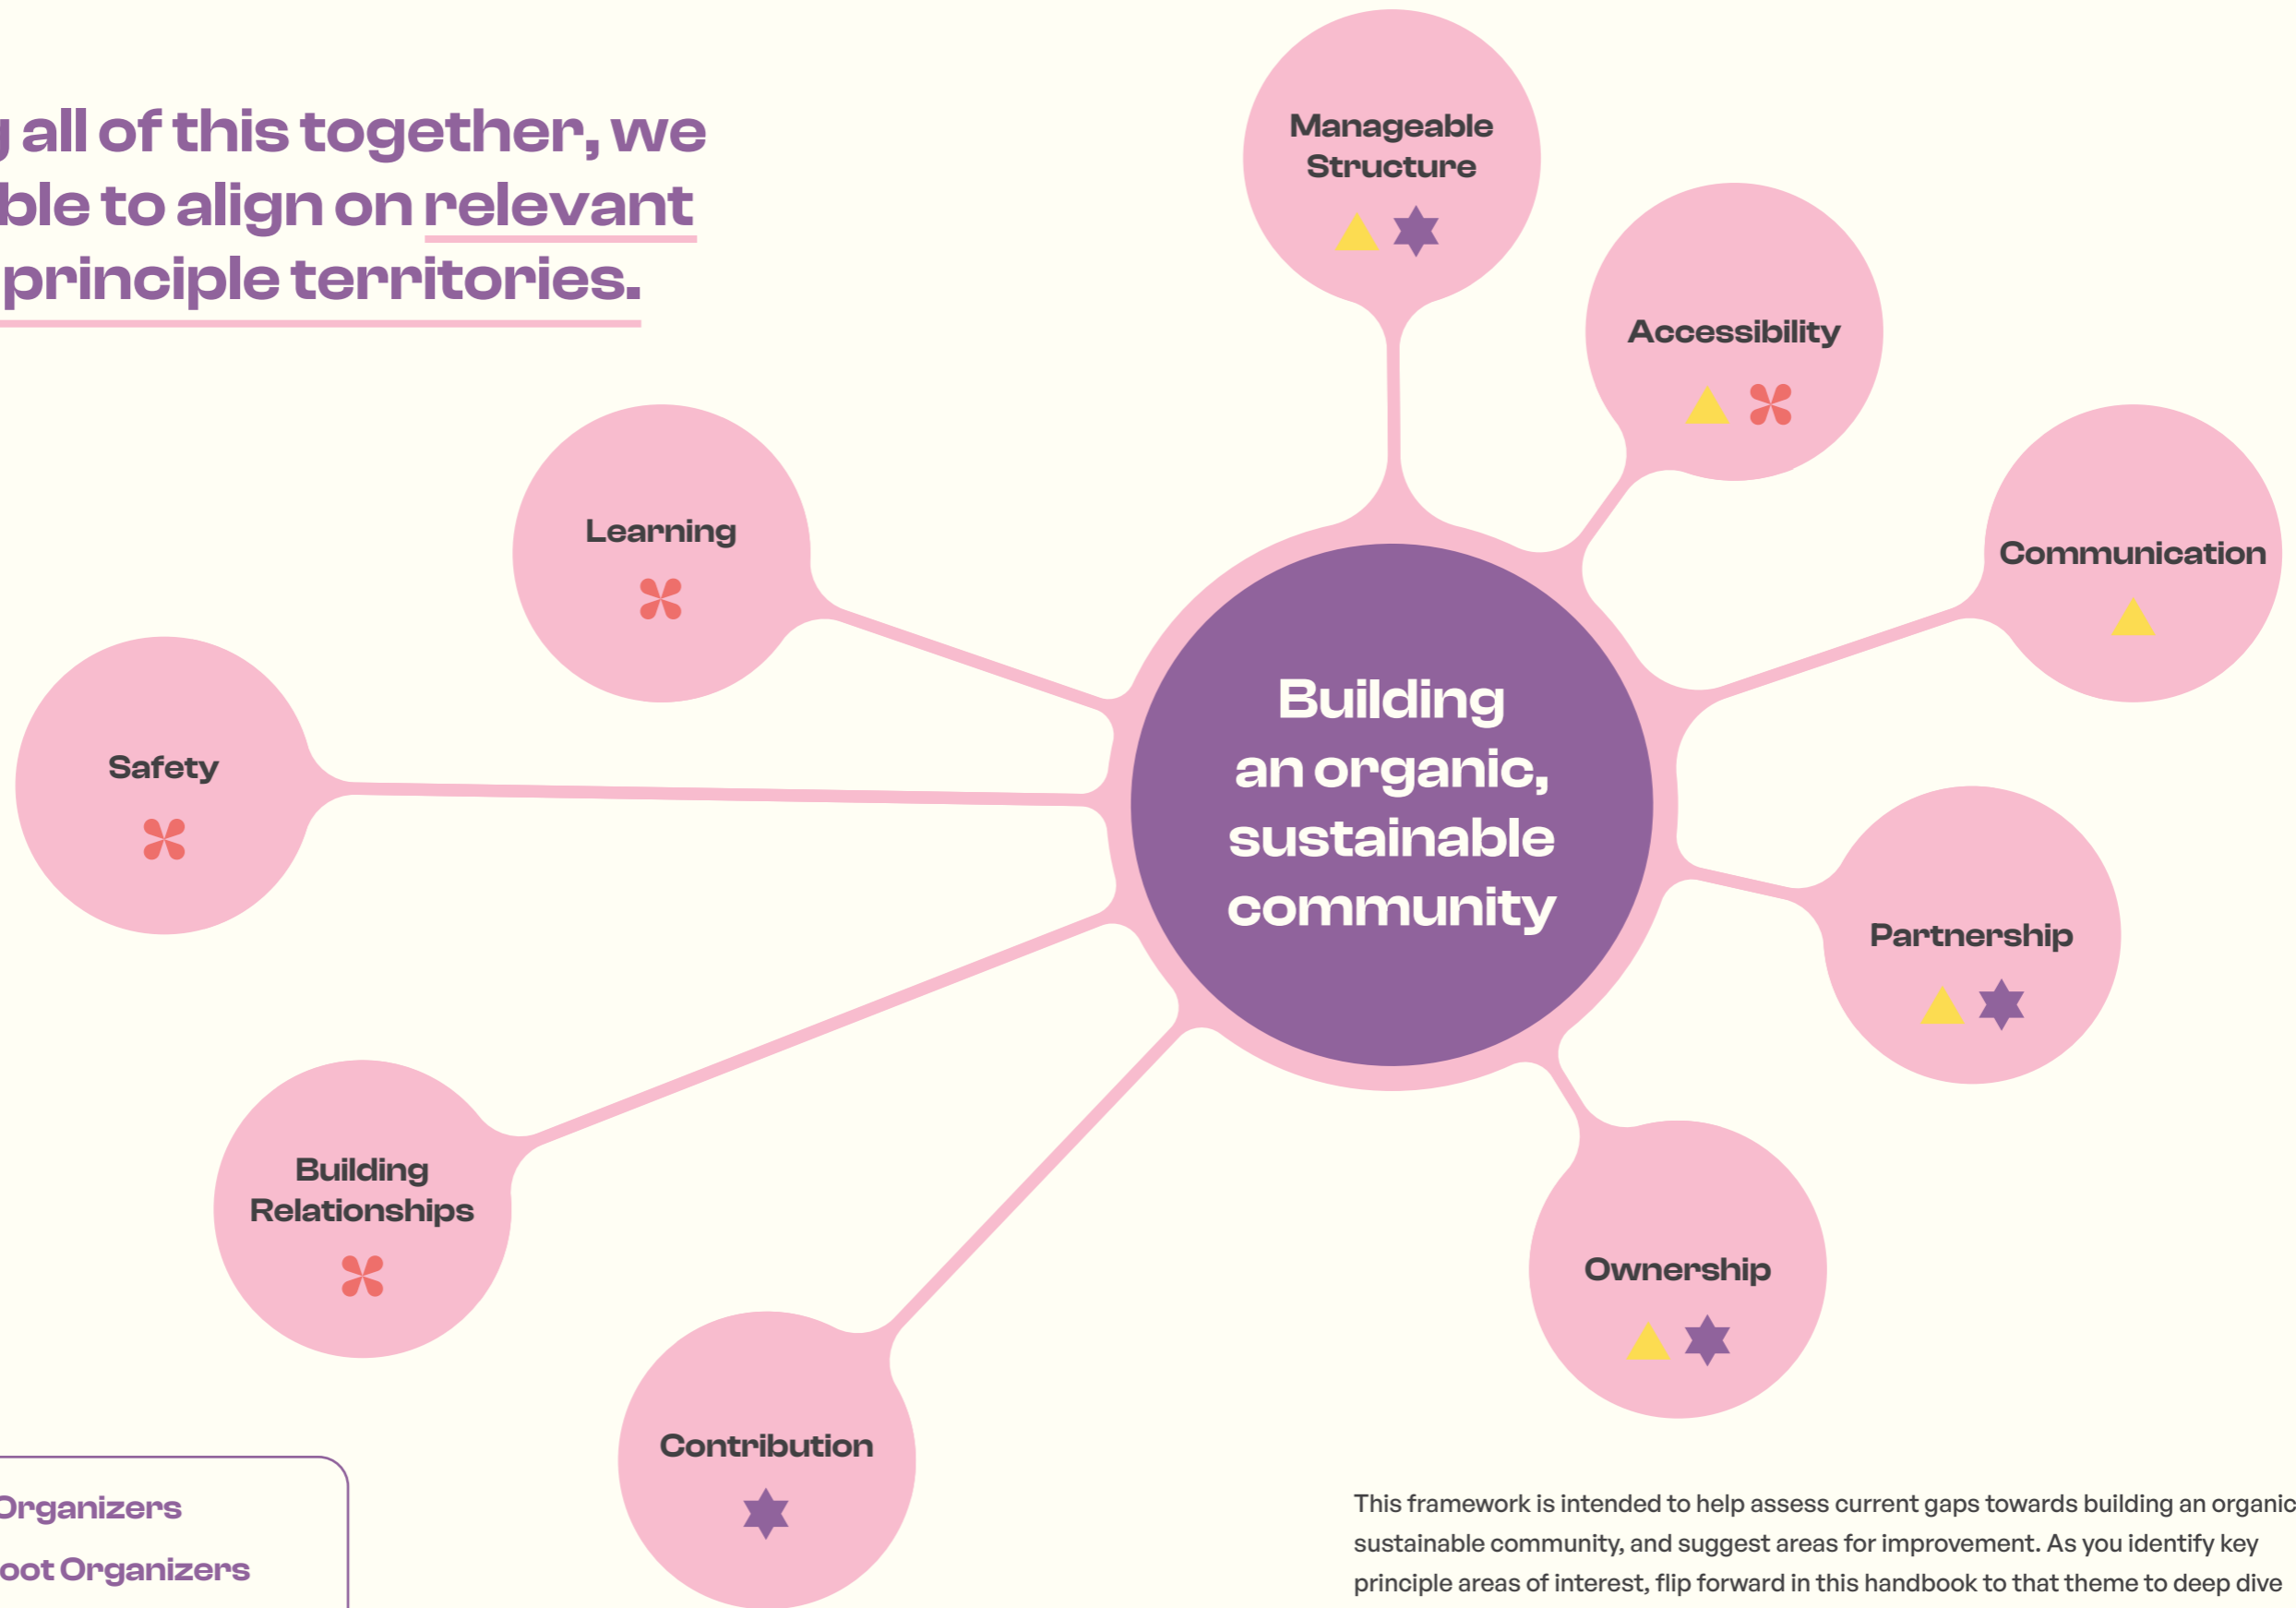 all of this together, we
to align on relevant
principle territories.
Manageable
Structure
Accessibility
Communication
Learning
Safety
Building
an organic,
sustainable
community
Partnership
Building
Relationships
Ownership
Contribution
Organizers
Organizers
This framework is intended to help assess current gaps towards building an organic
sustainable community, and suggest areas for improvement. As you identify key
principle areas of interest, flip forward in this handbook to that theme to deep dive